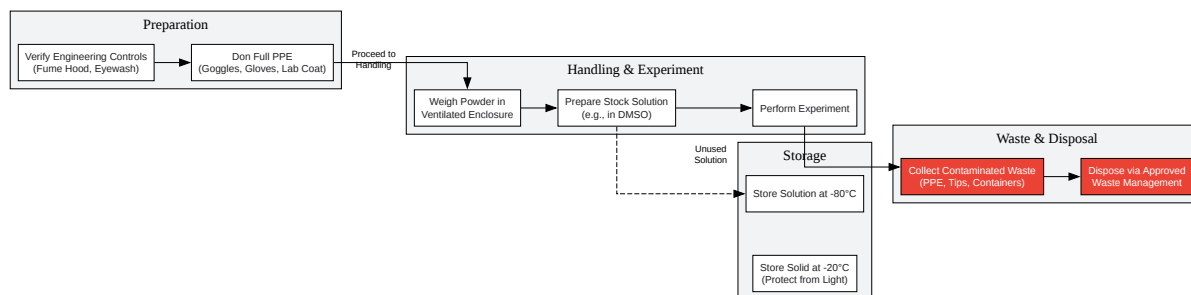 Preparation
Verify Engineering Controls
(Fume Hood, Eyewash)
Don Full PPE
(Goggles, Gloves, Lab Coat)
Proceed to
Handling
Handling & Experiment
Weigh Powder in
Ventilated Enclosure
Prepare Stock Solution
(e.g., in DMSO)
Perform Experiment
Unused
Solution
Storage
Store Solution at -80°C
Store Solid at -20°C
(Protect from Light)
Waste & Disposal
Collect Contaminated Waste
(PPE, Tips, Containers)
Dispose via Approved
Waste Management